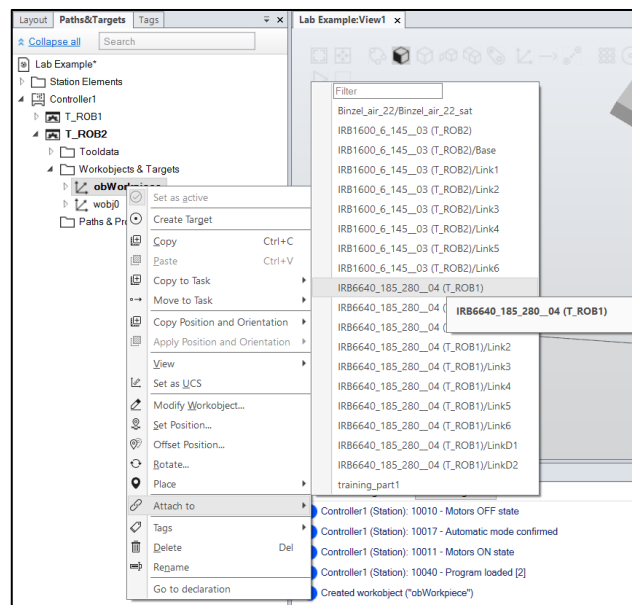 Layout Paths&Targets Tags
Collapse all Search
Lab Example*
Station Elements
Controller1
T_ROB1
T_ROB2
Tooldata
Workobjects & Targets
obWorkpiece
wobj0
Paths & Pr
Set as active
Create Target
Copy Ctrl+C
Paste Ctrl+V
Copy to Task
Move to Task
Copy Position and Orientation
Apply Position and Orientation
View
Set as UCS
Modify Workobject...
Set Position...
Offset Position...
Rotate...
Place
Attach to
Tags
Delete Del
Rename
Go to declaration
Lab Example:View1
Filter
Binzel_air_22/Binzel_air_22_sat
IRB1600_6_145__03 (T_ROB2)
IRB1600_6_145__03 (T_ROB2)/Base
IRB1600_6_145__03 (T_ROB2)/Link1
IRB1600_6_145__03 (T_ROB2)/Link2
IRB1600_6_145__03 (T_ROB2)/Link3
IRB1600_6_145__03 (T_ROB2)/Link4
IRB1600_6_145__03 (T_ROB2)/Link5
IRB1600_6_145__03 (T_ROB2)/Link6
IRB6640_185_280__04 (T_ROB1)
IRB6640_185_280__04 (
IRB6640_185_280__04 (
IRB6640_185_280__04 (T_ROB1)/Link2
IRB6640_185_280__04 (T_ROB1)/Link3
IRB6640_185_280__04 (T_ROB1)/Link4
IRB6640_185_280__04 (T_ROB1)/Link5
IRB6640_185_280__04 (T_ROB1)/Link6
IRB6640_185_280__04 (T_ROB1)/LinkD1
IRB6640_185_280__04 (T_ROB1)/LinkD2
training_part1
IRB6640_185_280__04 (T_ROB1)
Controller1 (Station): 10010 - Motors OFF state
Controller1 (Station): 10017 - Automatic mode confirmed
Controller1 (Station): 10011 - Motors ON state
Controller1 (Station): 10040 - Program loaded [2]
Created workobject ("obWorkpiece")